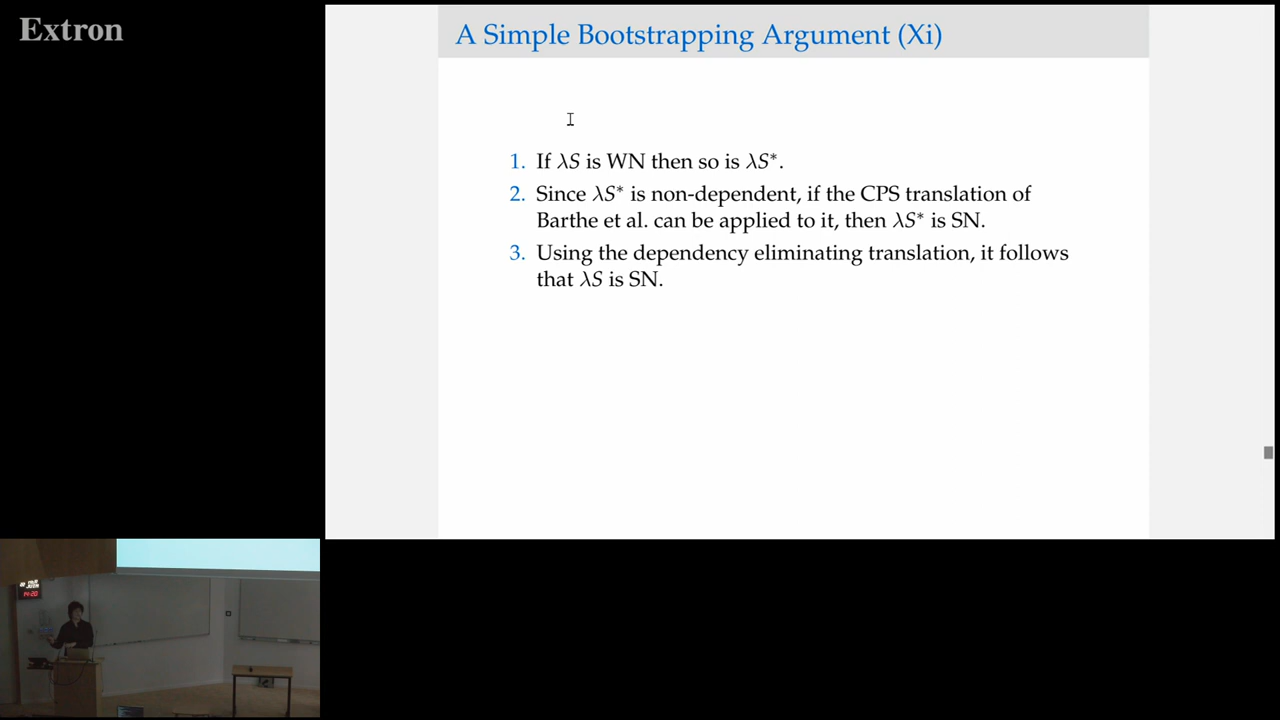 Extron
A Simple Bootstrapping Argument (Xi)
1. If λS is WN then so is λS*.
2. Since λS* is non-dependent, if the CPS translation of
Barthe et al. can be applied to it, then λS* is SN.
3. Using the dependency eliminating translation, it follows
that λS is SN.
14:20